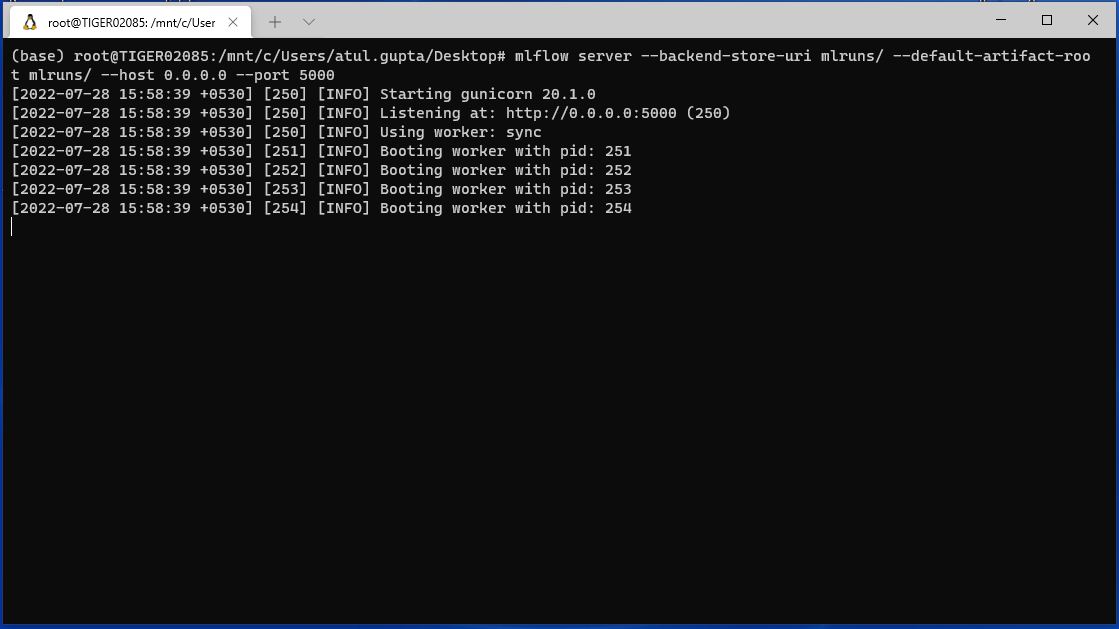 root@TIGER02085: /mnt/c/User
(base) root@TIGER02085:/mnt/c/Users/atul.gupta/Desktop# mlflow server --backend-store-uri mlruns/ --default-artifact-roo
t mlruns/ --host 0.0.0.0 --port 5000
[2022-07-28 15:58:39 +0530] [250] [INFO] Starting gunicorn 20.1.0
[2022-07-28 15:58:39 +0530] [250] [INFO] Listening at: http://0.0.0.0:5000 (250)
[2022-07-28 15:58:39 +0530] [250] [INFO] Using worker: sync
[2022-07-28 15:58:39 +0530] [251] [INFO] Booting worker with pid: 251
[2022-07-28 15:58:39 +0530] [252] [INFO] Booting worker with pid: 252
[2022-07-28 15:58:39 +0530] [253] [INFO] Booting worker with pid: 253
[2022-07-28 15:58:39 +0530] [254] [INFO] Booting worker with pid: 254